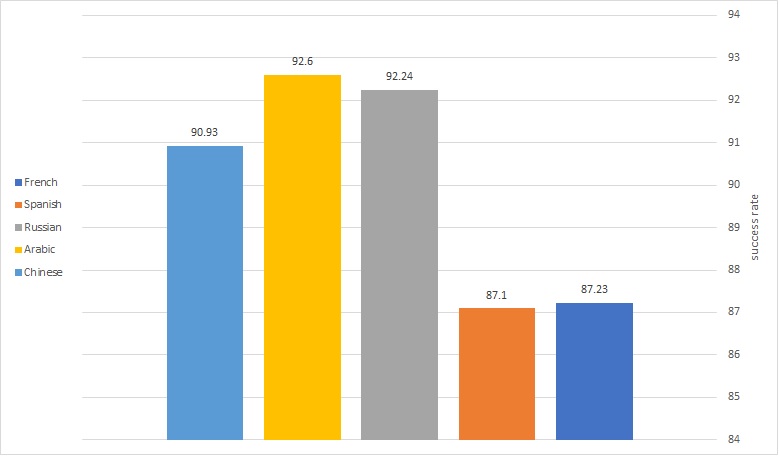 94
93
92
91
90
89
88
87
86
85
84
success rate
90.93
92.6
92.24
87.1
87.23
French
Spanish
Russian
Arabic
Chinese